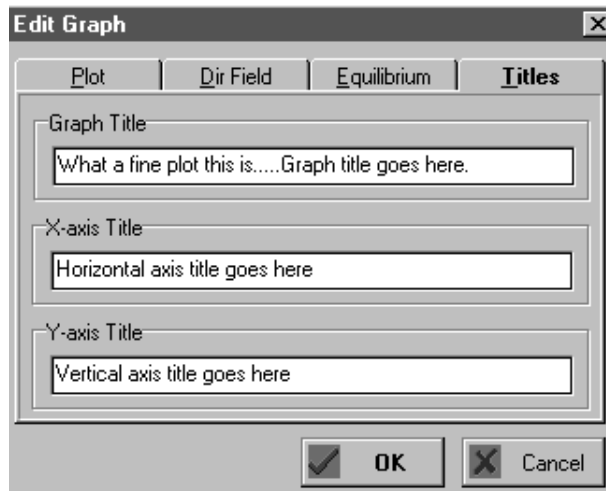 Edit Graph
Plot Dir Field Equilibrium Titles
Graph Title
What a fine plot this is.....Graph title goes here.
X-axis Title
Horizontal axis title goes here
Y-axis Title
Vertical axis title goes here
OK Cancel